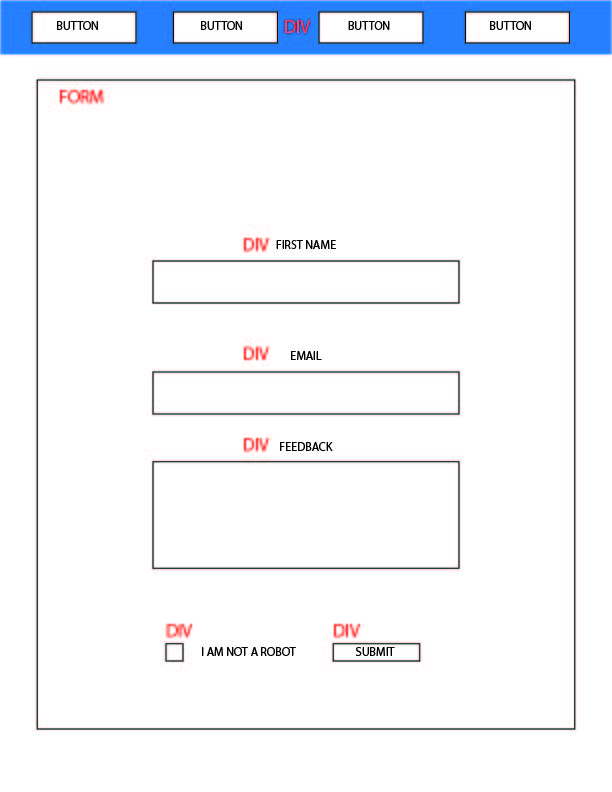 BUTTON BUTTON DIV BUTTON BUTTON
FORM
DIV FIRST NAME
DIV EMAIL
DIV FEEDBACK
DIV DIV
I AM NOT A ROBOT SUBMIT